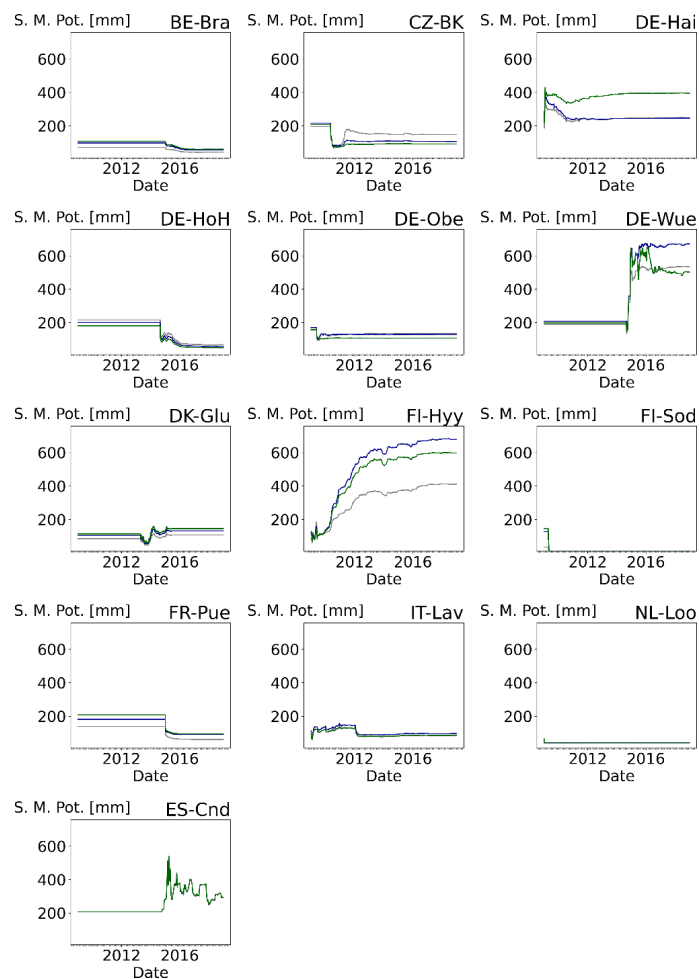 S. M. Pot. [mm] BE-Bra S. M. Pot. [mm] CZ-BK S. M. Pot. [mm] DE-Hai
600 600 600
400 400 400
200 200 200
2012 2016 2012 2016 2012 2016
Date Date Date
S. M. Pot. [mm] DE-HoH S. M. Pot. [mm] DE-Obe S. M. Pot. [mm] DE-Wue
600 600 600
400 400 400
200 200 200
2012 2016 2012 2016 2012 2016
Date Date Date
S. M. Pot. [mm] DK-Glu S. M. Pot. [mm] FI-Hyy S. M. Pot. [mm] FI-Sod
600 600 600
400 400 400
200 200 200
2012 2016 2012 2016 2012 2016
Date Date Date
S. M. Pot. [mm] FR-Pue S. M. Pot. [mm] IT-Lav S. M. Pot. [mm] NL-Loo
600 600 600
400 400 400
200 200 200
2012 2016 2012 2016 2012 2016
Date Date Date
S. M. Pot. [mm] ES-Cnd
600
400
200
2012 2016
Date